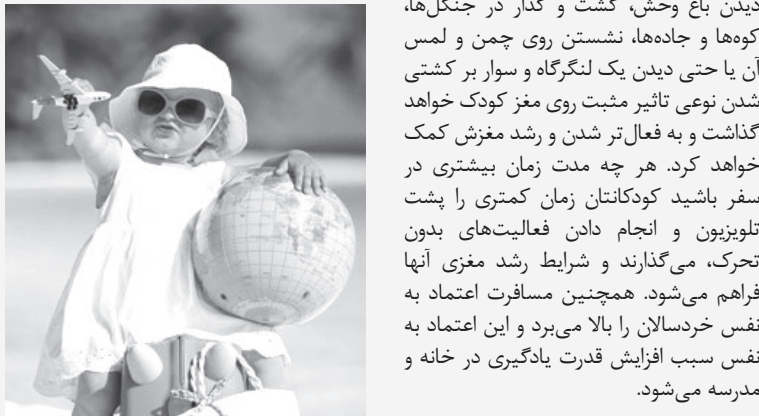 دیدن باغ وحش، گشت و گذار در جنگل‌ها،
کوه‌ها و جاده‌ها، نشستن روی چمن و لمس
آن یا حتی دیدن یک لنگرگاه و سوار بر کشتی
شدن نوعی تاثیر مثبت روی مغز کودک خواهد
گذاشت و به فعال‌تر شدن و رشد مغزش کمک
خواهد کرد. هر چه مدت زمان بیشتری در
سفر باشید کودکانتان زمان کمتری را پشت
تلویزیون و انجام دادن فعالیت‌های بدون
تحرک، می‌گذارند و شرایط رشد مغزی آنها
فراهم می‌شود. همچنین مسافرت اعتماد به
نفس خردسالان را بالا می‌برد و این اعتماد به
نفس سبب افزایش قدرت یادگیری در خانه و
مدرسه می‌شود.